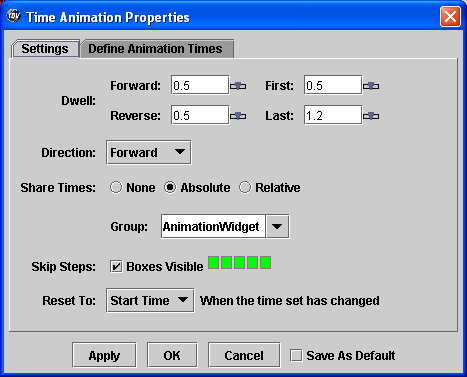 IDV Time Animation Properties
Settings Define Animation Times
Dwell: Forward: 0.5 First: 0.5
Reverse: 0.5 Last: 1.2
Direction: Forward
Share Times: None Absolute Relative
Group: AnimationWidget
Skip Steps: Boxes Visible
Reset To: Start Time When the time set has changed
Apply OK Cancel Save As Default